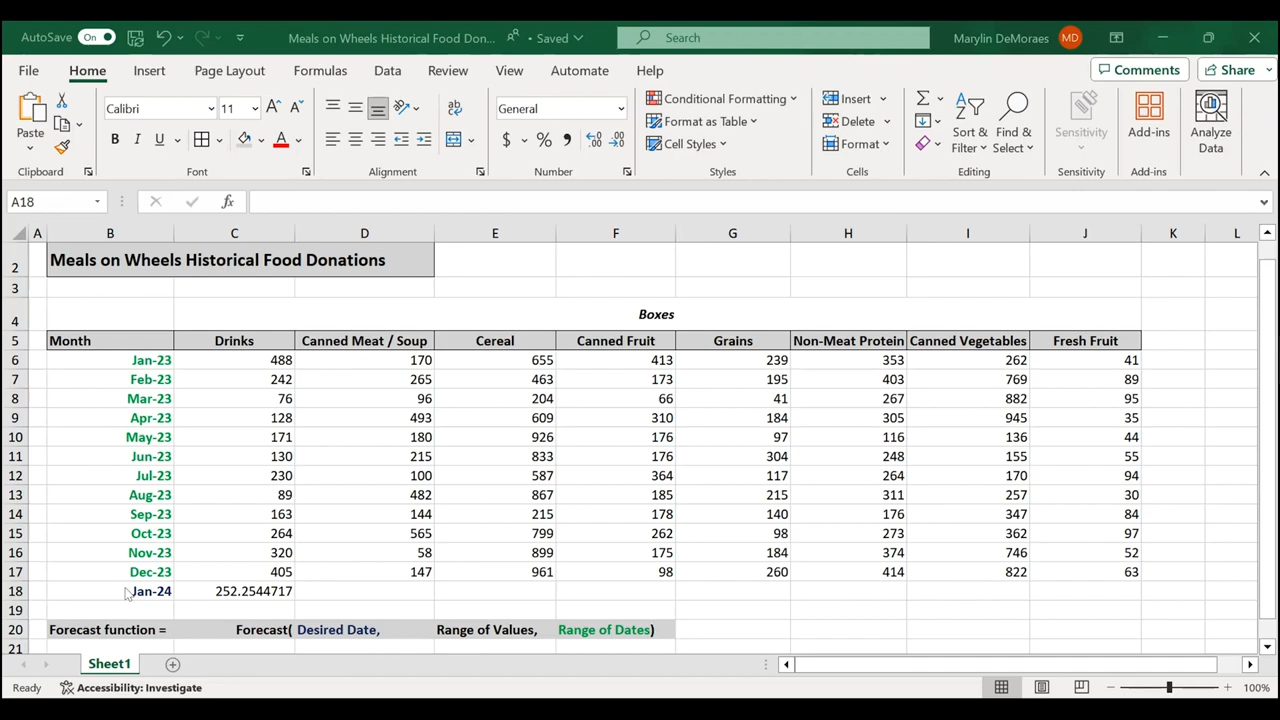 AutoSave On Meals on Wheels Historical Food Don... • Saved Search Marylin DeMoraes MD
File Home Insert Page Layout Formulas Data Review View Automate Help Comments Share
Paste Calibri 11 General Conditional Formatting Insert Sort & Find & Sensitivity Add-ins Analyze
B I U A $ % , Format as Table Delete Filter Select Data
Cell Styles Format
Clipboard Font Alignment Number Styles Cells Editing Sensitivity Add-ins
A18 fx
A B C D E F G H I J K L
2 Meals on Wheels Historical Food Donations
3
4 Boxes
5 Month Drinks Canned Meat / Soup Cereal Canned Fruit Grains Non-Meat Protein Canned Vegetables Fresh Fruit
6 Jan-23 488 170 655 413 239 353 262 41
7 Feb-23 242 265 463 173 195 403 769 89
8 Mar-23 76 96 204 66 41 267 882 95
9 Apr-23 128 493 609 310 184 305 945 35
10 May-23 171 180 926 176 97 116 136 44
11 Jun-23 130 215 833 176 304 248 155 55
12 Jul-23 230 100 587 364 117 264 170 94
13 Aug-23 89 482 867 185 215 311 257 30
14 Sep-23 163 144 215 178 140 176 347 84
15 Oct-23 264 565 799 262 98 273 362 97
16 Nov-23 320 58 899 175 184 374 746 52
17 Dec-23 405 147 961 98 260 414 822 63
18 Jan-24 252.2544717
19
20 Forecast function = Forecast( Desired Date, Range of Values, Range of Dates)
21
Sheet1
Ready Accessibility: Investigate 100%